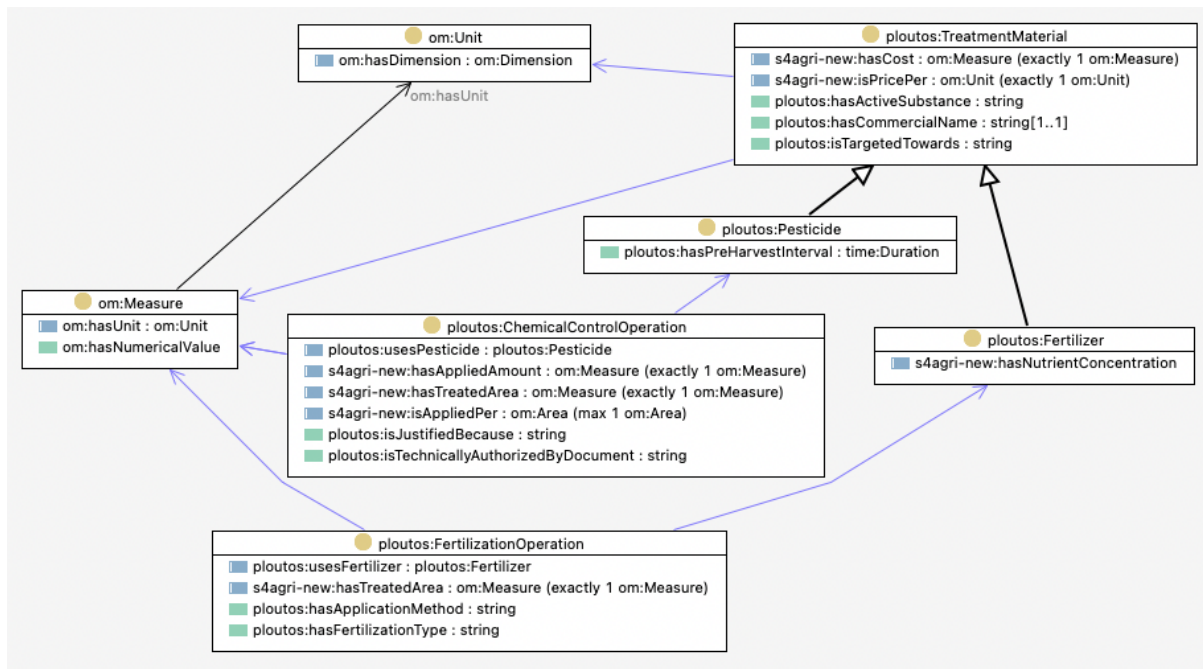 om:Unit
om:hasDimension : om:Dimension
om:hasUnit
ploutos:TreatmentMaterial
s4agri-new:hasCost : om:Measure (exactly 1 om:Measure)
s4agri-new:isPricePer : om:Unit (exactly 1 om:Unit)
ploutos:hasActiveSubstance : string
ploutos:hasCommercialName : string[1..1]
ploutos:isTargetedTowards : string
ploutos:Pesticide
ploutos:hasPreHarvestInterval : time:Duration
om:Measure
om:hasUnit : om:Unit
om:hasNumericalValue
ploutos:ChemicalControlOperation
ploutos:usesPesticide : ploutos:Pesticide
s4agri-new:hasAppliedAmount : om:Measure (exactly 1 om:Measure)
s4agri-new:hasTreatedArea : om:Measure (exactly 1 om:Measure)
s4agri-new:isAppliedPer : om:Area (max 1 om:Area)
ploutos:isJustifiedBecause : string
ploutos:isTechnicallyAuthorizedByDocument : string
ploutos:Fertilizer
s4agri-new:hasNutrientConcentration
ploutos:FertilizationOperation
ploutos:usesFertilizer : ploutos:Fertilizer
s4agri-new:hasTreatedArea : om:Measure (exactly 1 om:Measure)
ploutos:hasApplicationMethod : string
ploutos:hasFertilizationType : string